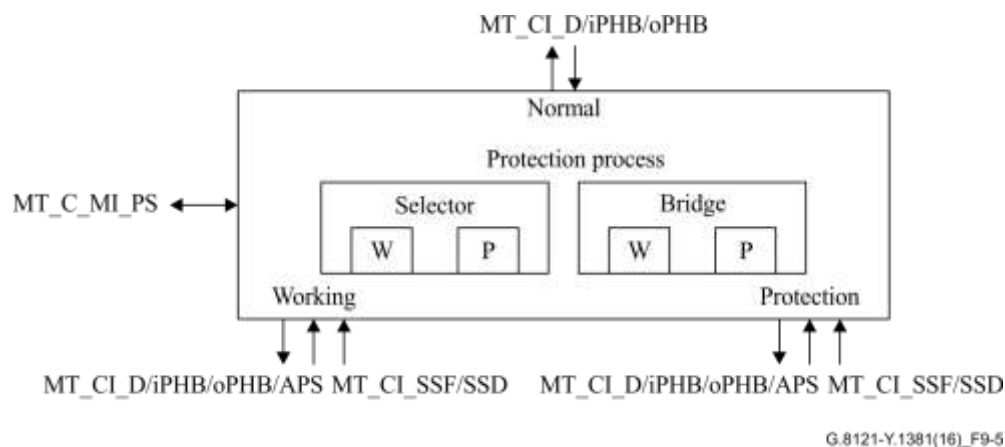 MT_CI_D/iPHB/oPHB
Normal
Protection process
MT_C_MI_PS
Selector
Bridge
W
P
W
P
Working
Protection
MT_CI_D/iPHB/oPHB/APS MT_CI_SSF/SSD
MT_CI_D/iPHB/oPHB/APS MT_CI_SSF/SSD
G.8121-Y.1381(16)_F9-5